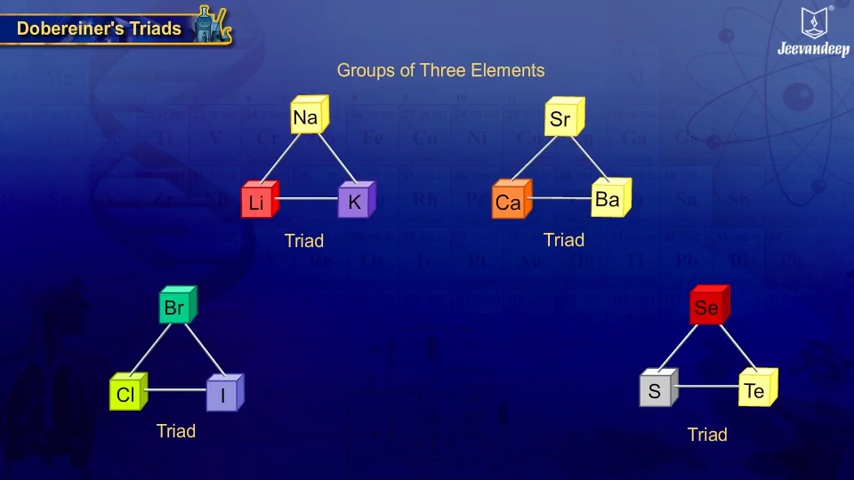 Dobereiner's Triads
Jeevandeep®
Groups of Three Elements
Na
Li
K
Triad
Sr
Ca
Ba
Triad
Br
Cl
I
Triad
Se
S
Te
Triad